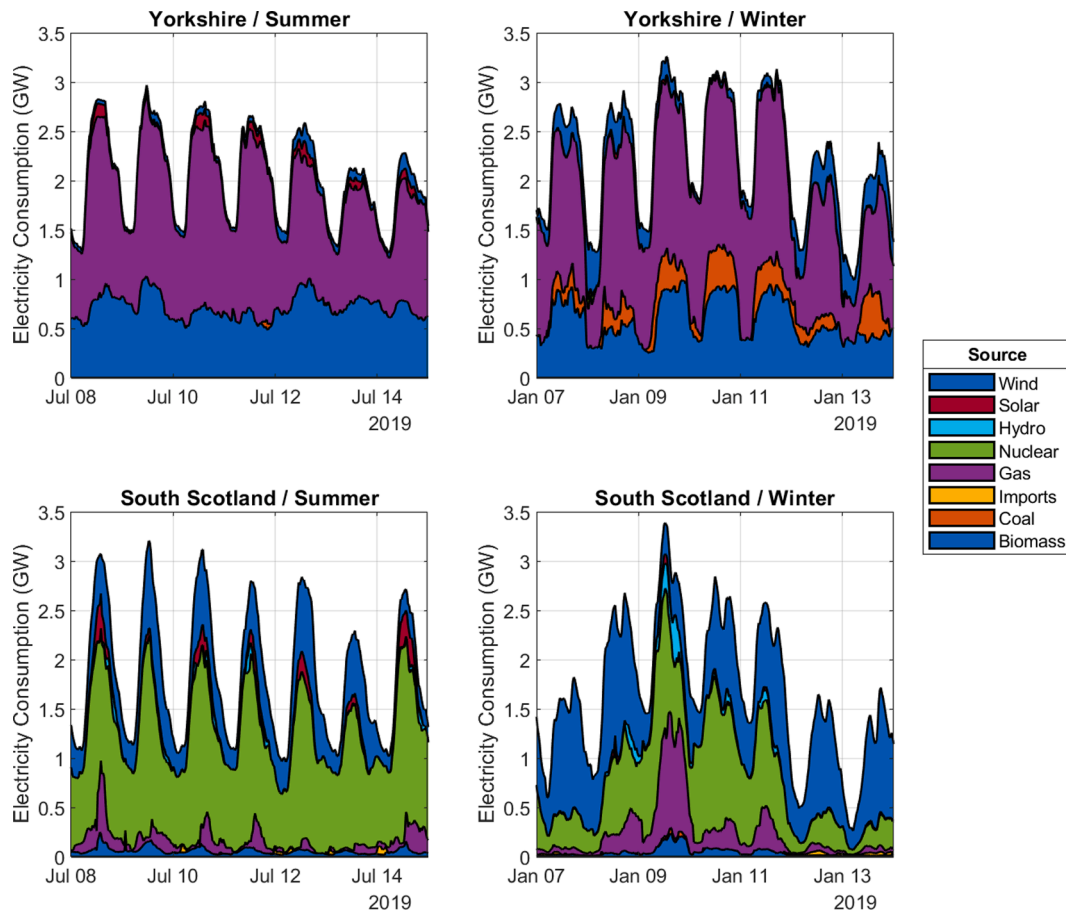 Yorkshire / Summer
Electricity Consumption (GW)
3.5
3
2.5
2
1.5
1
0.5
0
Jul 08
Jul 10
Jul 12
Jul 14
2019
Yorkshire / Winter
Electricity Consumption (GW)
3.5
3
2.5
2
1.5
1
0.5
0
Jan 07
Jan 09
Jan 11
Jan 13
2019
South Scotland / Summer
Electricity Consumption (GW)
3.5
3
2.5
2
1.5
1
0.5
0
Jul 08
Jul 10
Jul 12
Jul 14
2019
South Scotland / Winter
Electricity Consumption (GW)
3.5
3
2.5
2
1.5
1
0.5
0
Jan 07
Jan 09
Jan 11
Jan 13
2019
Source
Wind
Solar
Hydro
Nuclear
Gas
Imports
Coal
Biomass